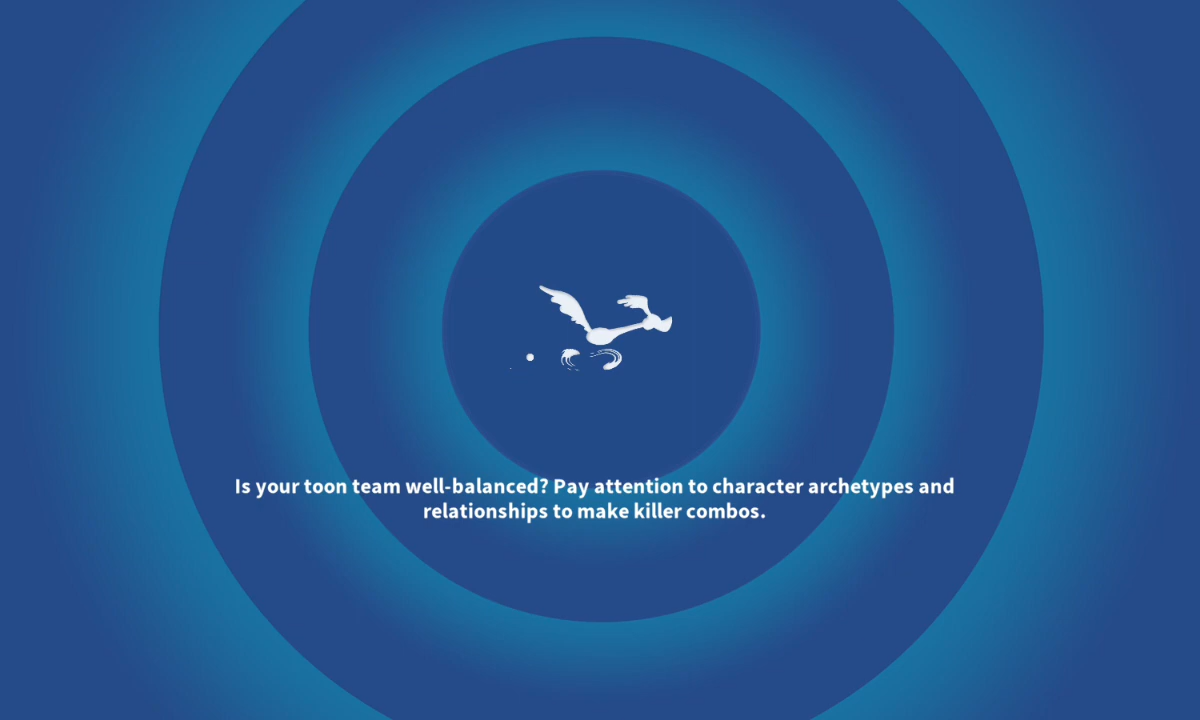 Is your toon team well-balanced? Pay attention to character archetypes and
relationships to make killer combos.